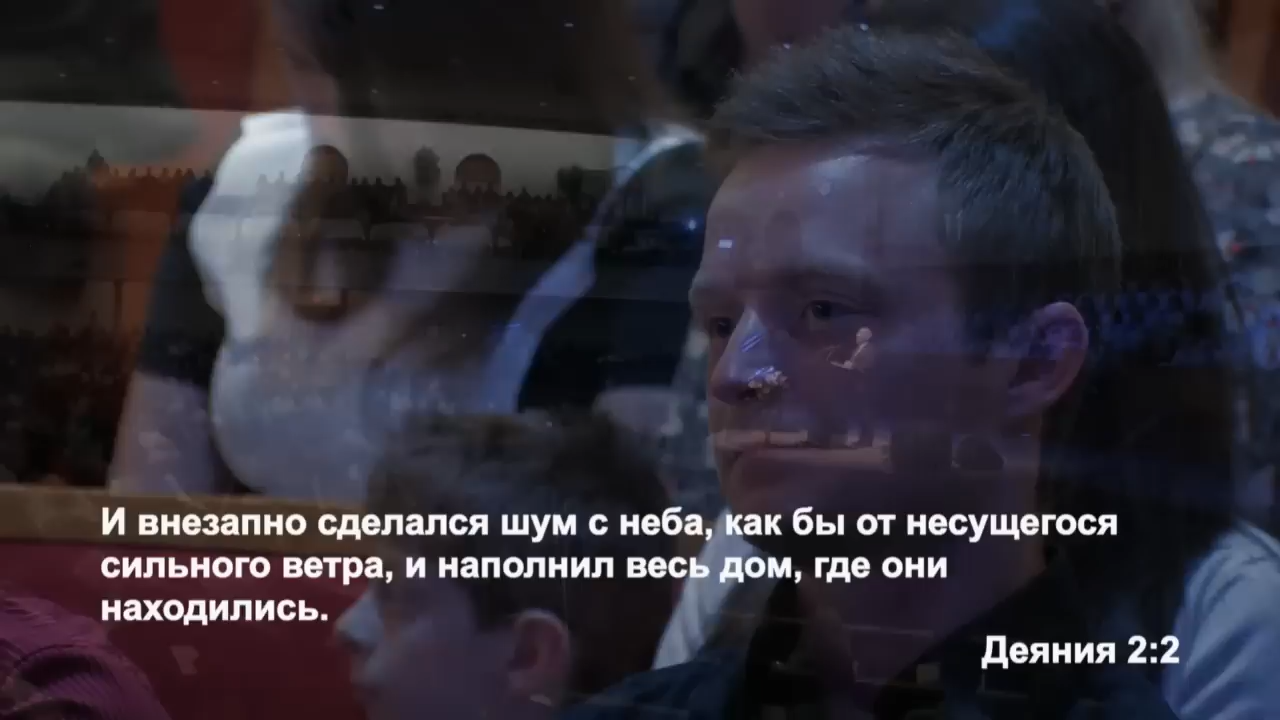 И внезапно сделался шум с неба, как бы от несущегося
сильного ветра, и наполнил весь дом, где они
находились.
Деяния 2:2